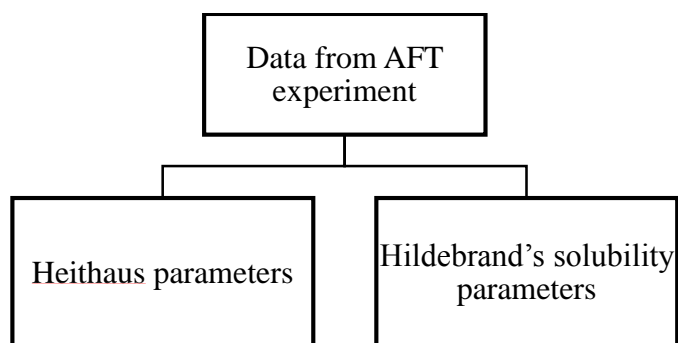 Data from AFT
experiment
Heithaus parameters
Hildebrand’s solubility
parameters